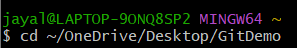 jayal@LAPTOP-9ONQ8SP2 MINGW64 ~
$ cd ~/OneDrive/Desktop/GitDemo